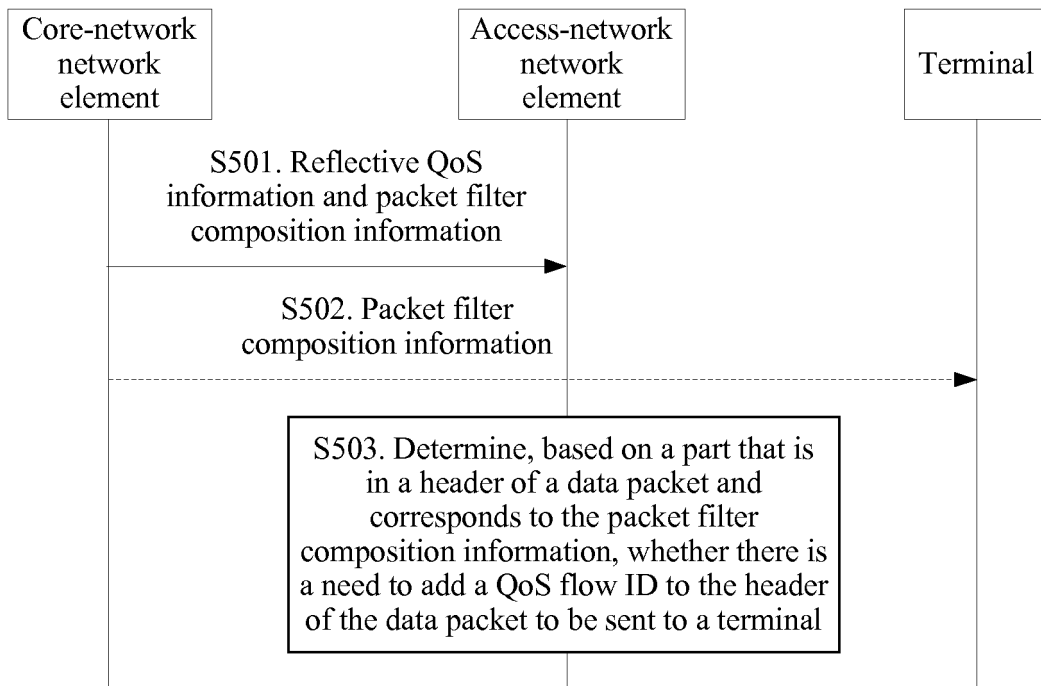 Core-network
network
element
Access-network
network
element
Terminal
S501. Reflective QoS
information and packet filter
composition information
S502. Packet filter
composition information
S503. Determine, based on a part that is
in a header of a data packet and
corresponds to the packet filter
composition information, whether there is
a need to add a QoS flow ID to the header
of the data packet to be sent to a terminal